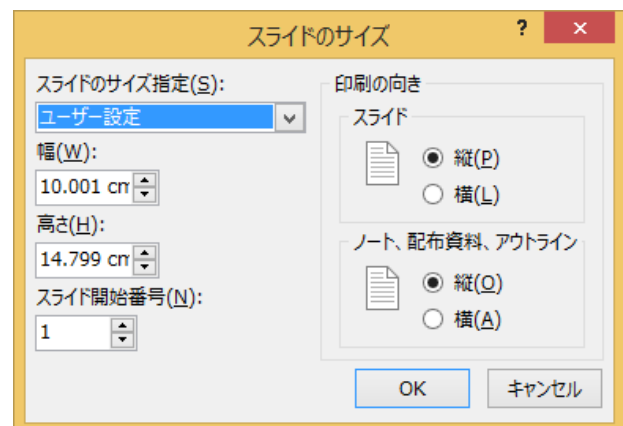 スライドのサイズ
?
×
スライドのサイズ指定(S):
ユーザー設定
幅(W):
10.001 cm
高さ(H):
14.799 cm
スライド開始番号(N):
1
印刷の向き
スライド
縦(P)
横(L)
ノート、配布資料、アウトライン
縦(O)
横(A)
OK
キャンセル